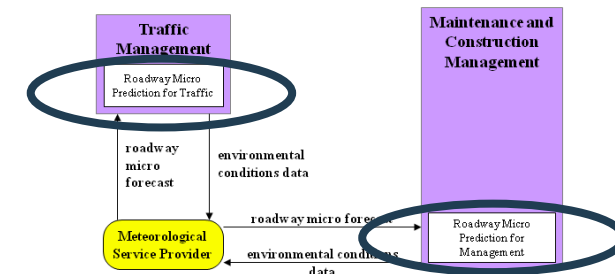 Traffic
Management
Roadway Micro
Prediction for Traffic
Maintenance and
Construction
Management
roadway
micro
forecast
environmental
conditions data
roadway micro forecast
Roadway Micro
Prediction for
Management
Meteorological
Service Provider
environmental conditions
data